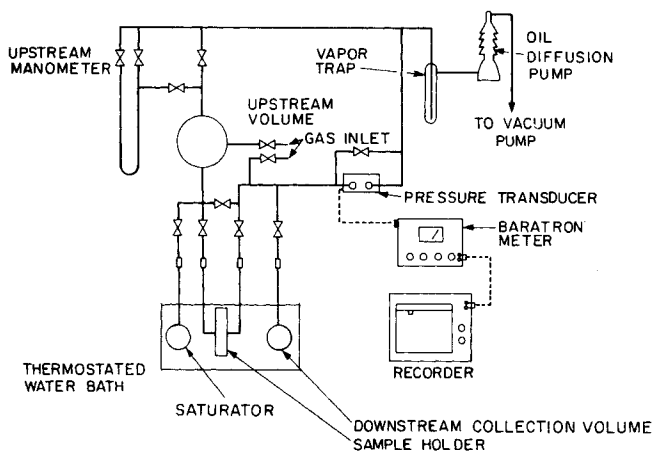 UPSTREAM
MANOMETER
VAPOR
TRAP
OIL
DIFFUSION
PUMP
TO VACUUM
PUMP
UPSTREAM
VOLUME
GAS INLET
PRESSURE TRANSDUCER
BARATRON
METER
RECORDER
THERMOSTATED
WATER BATH
SATURATOR
DOWNSTREAM COLLECTION VOLUME
SAMPLE HOLDER